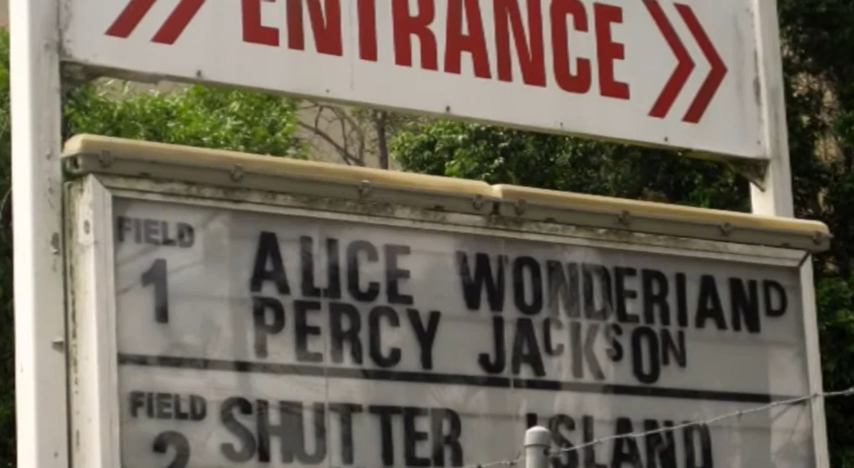 ENTRANCE
FIELD
1
ALICE WONDERIAND
PERCY JACKSON
FIELD
2
SHUTTER ISLAND